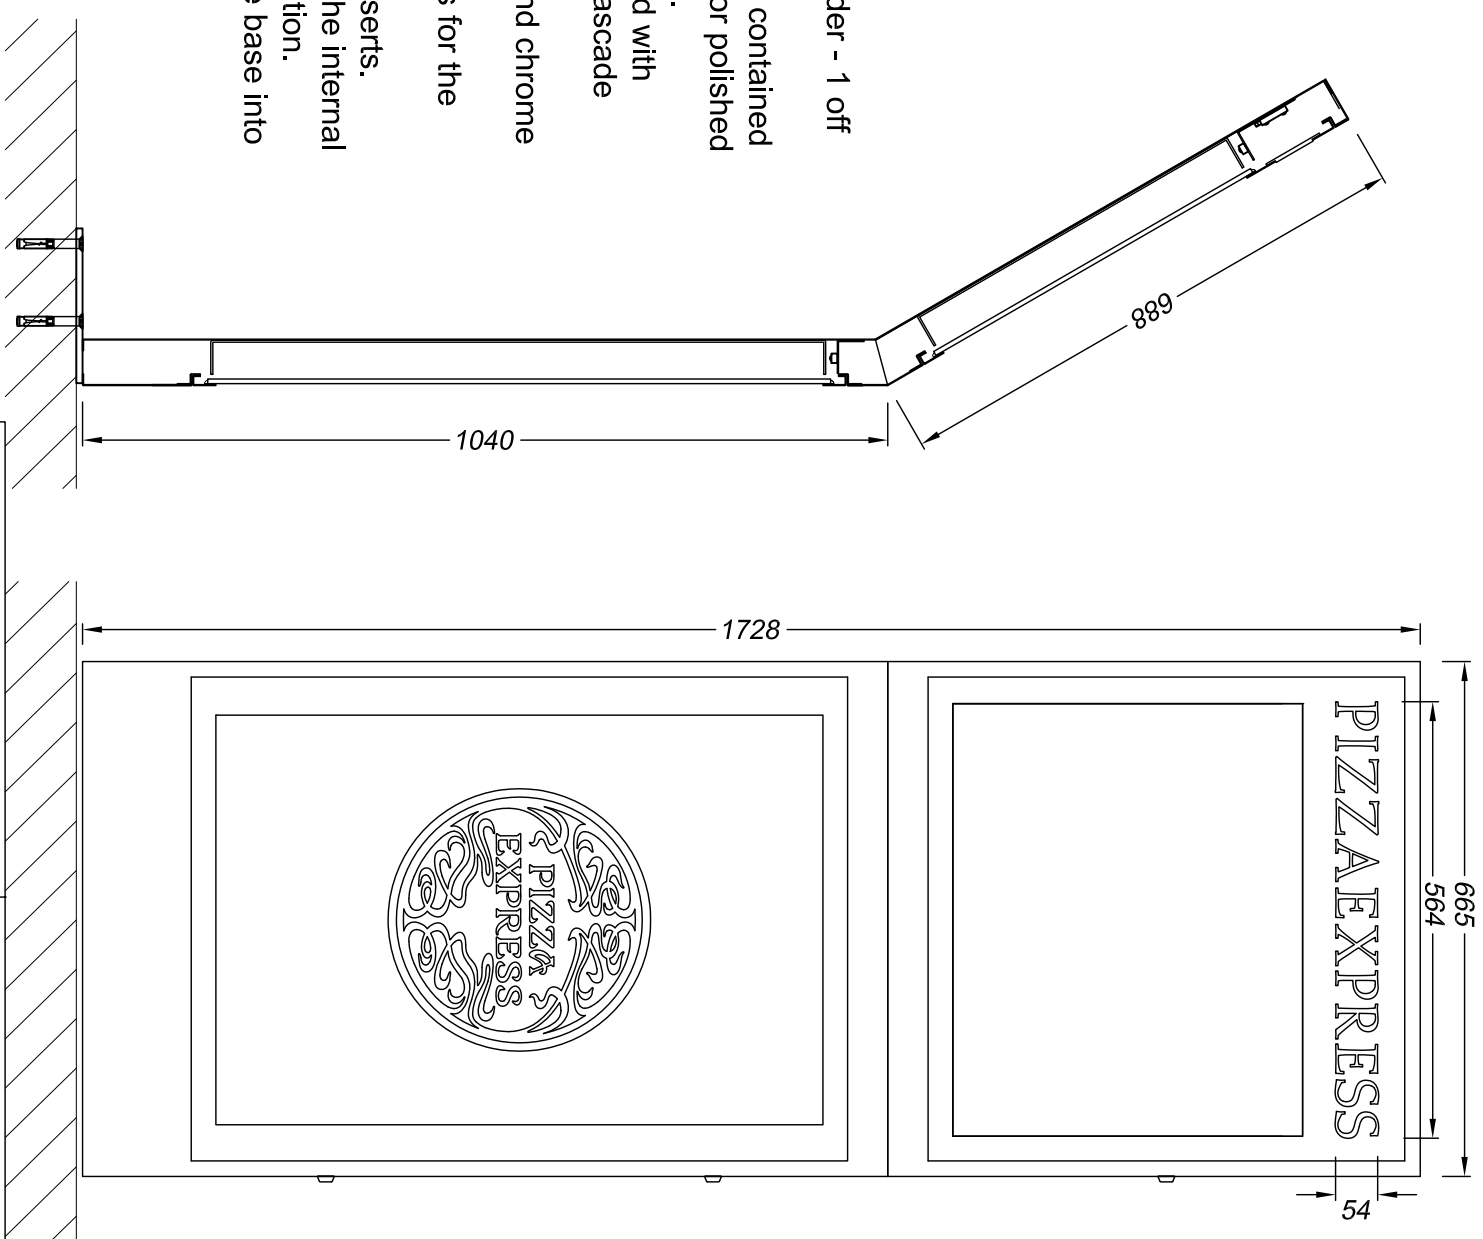 der - 1 off
contained
or polished
.
d with
ascade
nd chrome
s for the
serts.
he internal
tion.
e base into
688
1040
1728
665
564
54
PIZZAEXPRESS
PIZZA
EXPRESS